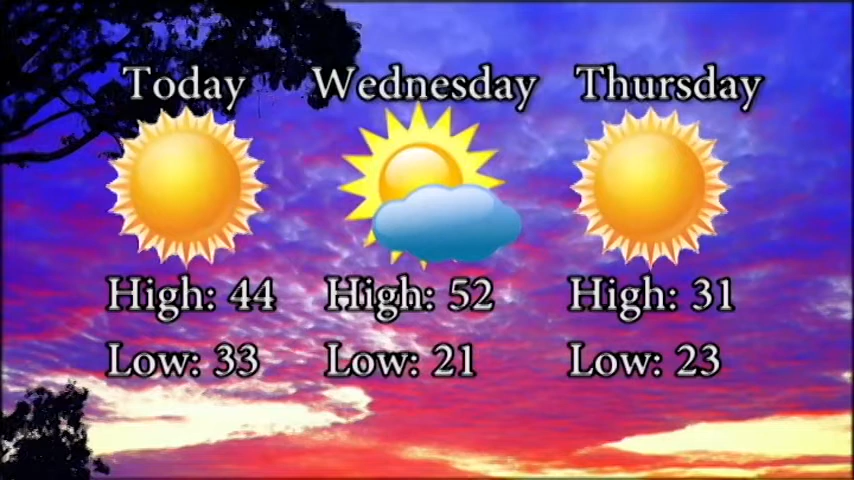 Today
High: 44
Low: 33
Wednesday
High: 52
Low: 21
Thursday
High: 31
Low: 23